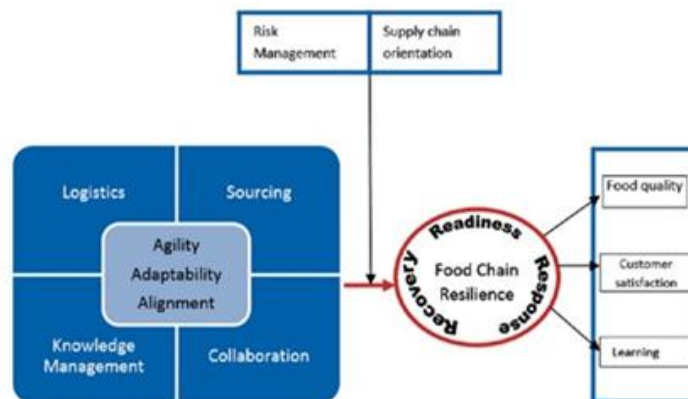 Risk
Management
Supply chain
orientation
Logistics
Sourcing
Agility
Adaptability
Alignment
Knowledge
Management
Collaboration
Readiness
Response
Recovery
Food Chain
Resilience
Food quality
Customer
satisfaction
Learning